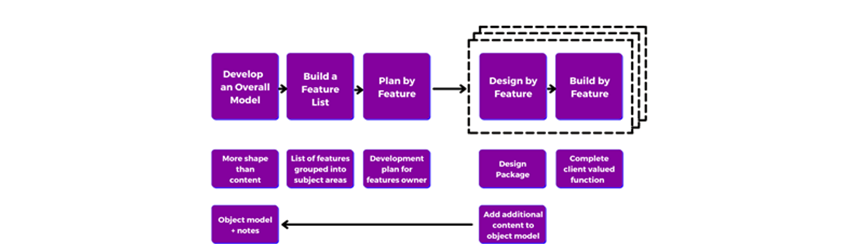 Develop
an Overall
Model
Build a
Feature
List
Plan by
Feature
Design by
Feature
Build by
Feature
More shape
than
content
List of features
grouped into
subject areas
Development
plan for
features owner
Design
Package
Complete
client valued
function
Object model
+ notes
Add additional
content to
object model